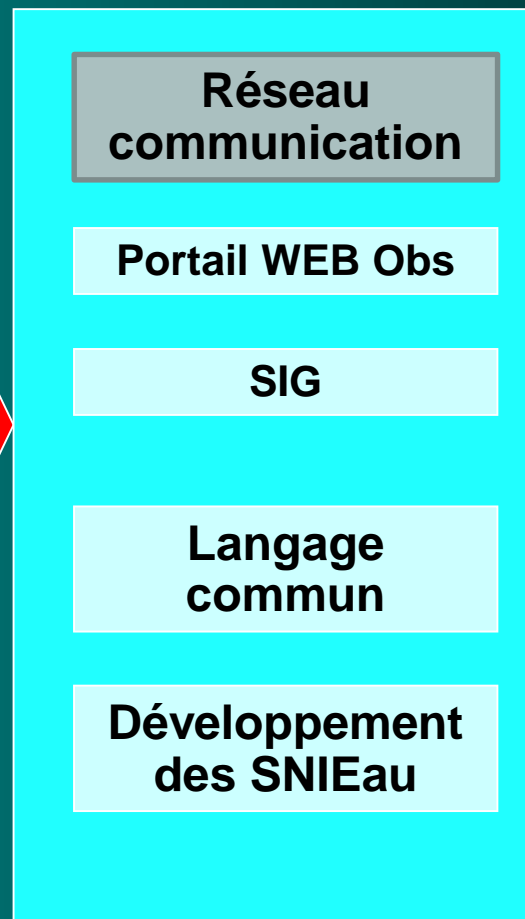 Réseau
communication
Portail WEB Obs
SIG
Langage
commun
Développement
des SNIEau